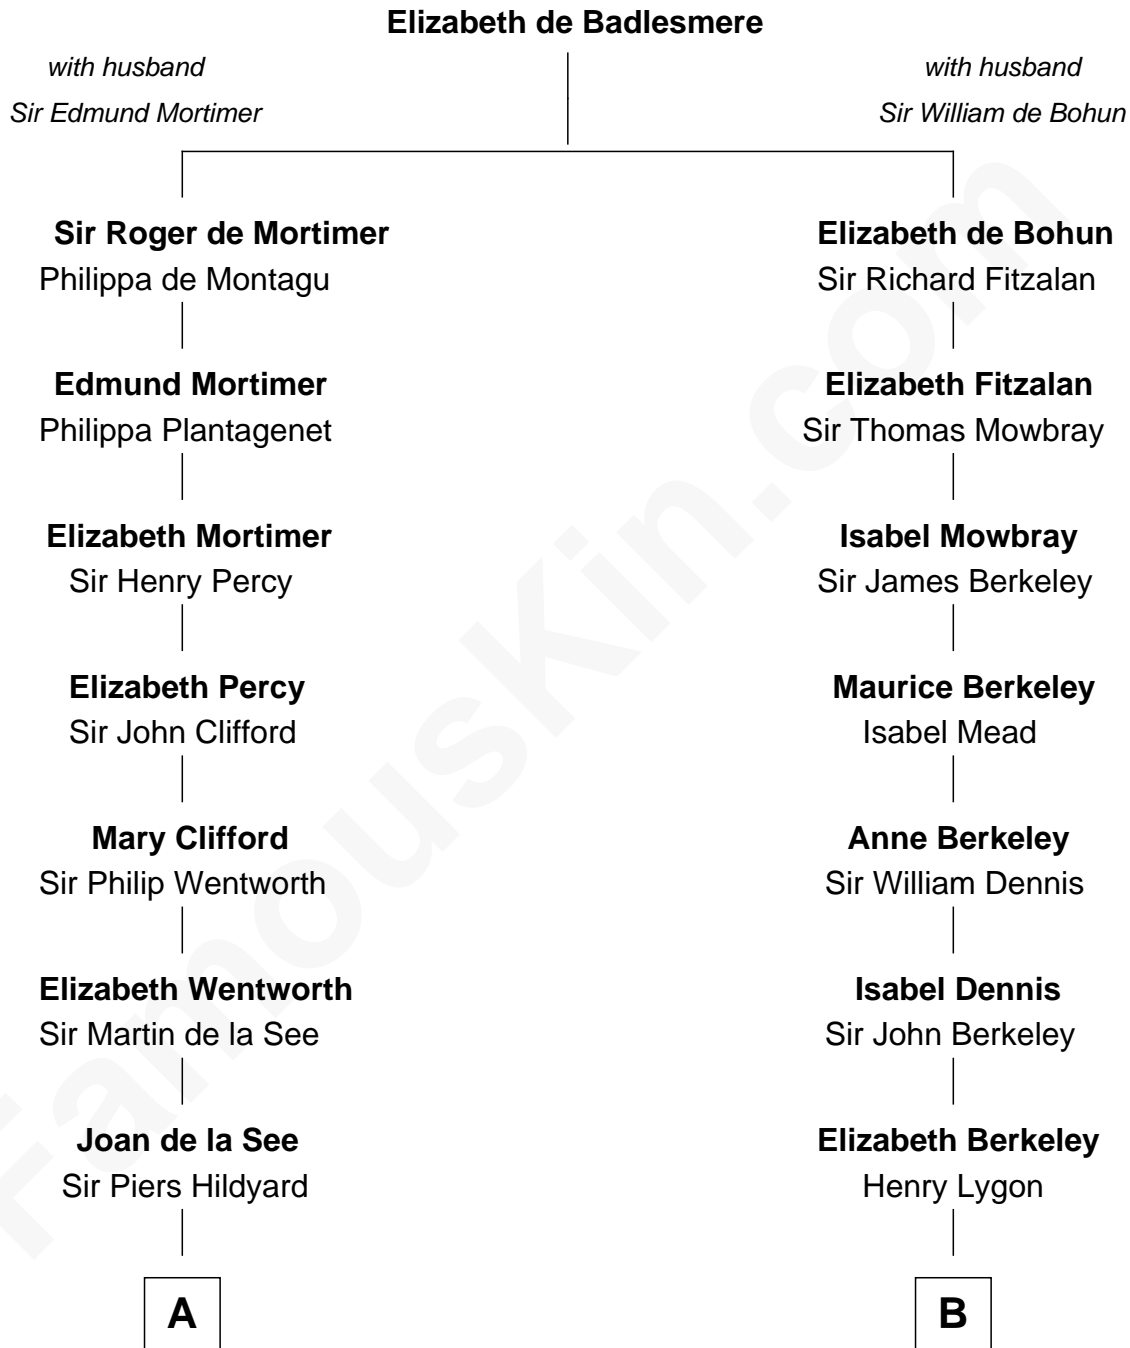 Elizabeth de Badlesmere
with husband
Sir Edmund Mortimer
with husband
Sir William de Bohun
Sir Roger de Mortimer
Philippa de Montagu
Elizabeth de Bohun
Sir Richard Fitzalan
Edmund Mortimer
Philippa Plantagenet
Elizabeth Fitzalan
Sir Thomas Mowbray
Elizabeth Mortimer
Sir Henry Percy
Isabel Mowbray
Sir James Berkeley
Elizabeth Percy
Sir John Clifford
Maurice Berkeley
Isabel Mead
Mary Clifford
Sir Philip Wentworth
Anne Berkeley
Sir William Dennis
Elizabeth Wentworth
Sir Martin de la See
Isabel Dennis
Sir John Berkeley
Joan de la See
Sir Piers Hildyard
Elizabeth Berkeley
Henry Lygon
A
B
FamousKin.com